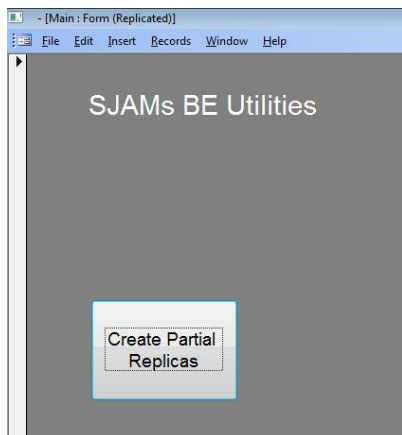 - [Main : Form (Replicated)]
File Edit Insert Records Window Help
SJAMs BE Utilities
Create Partial
Replicas